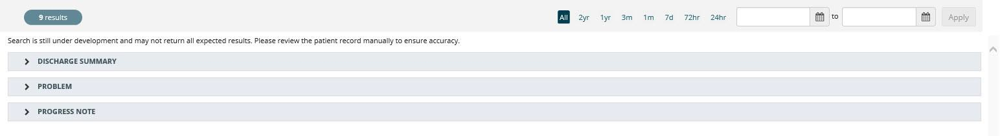 9 results
All 2yr 1yr 3m 1m 7d 72hr 24hr to Apply
Search is still under development and may not return all expected results. Please review the patient record manually to ensure accuracy.
DISCHARGE SUMMARY
PROBLEM
PROGRESS NOTE